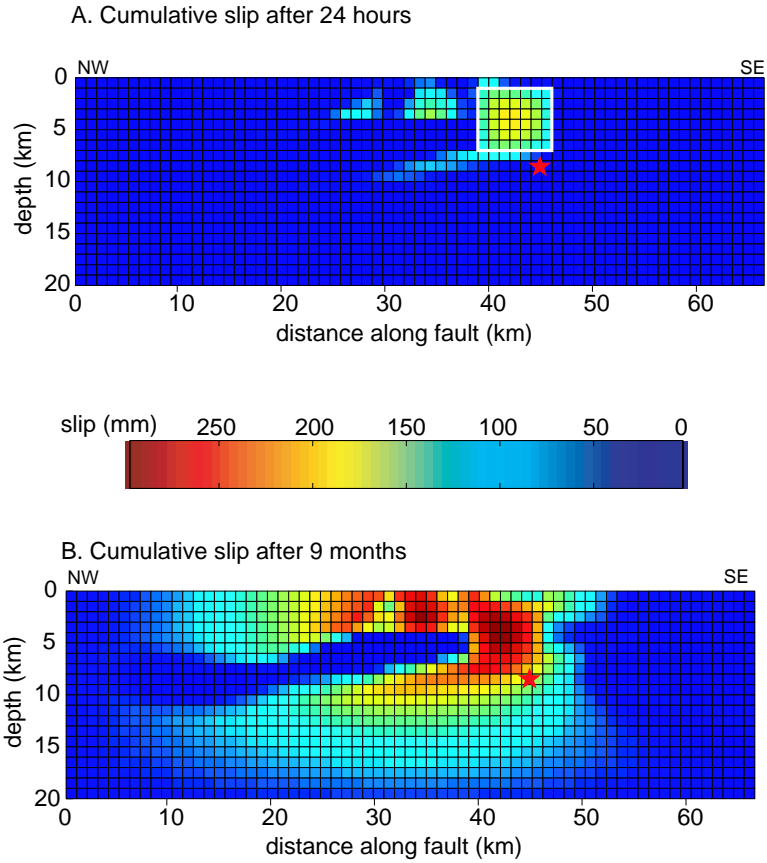 A. Cumulative slip after 24 hours
NW SE
0
5
10
15
20
depth (km)
0 10 20 30 40 50 60
distance along fault (km)
slip (mm) 250 200 150 100 50 0
B. Cumulative slip after 9 months
NW SE
0
5
10
15
20
depth (km)
0 10 20 30 40 50 60
distance along fault (km)